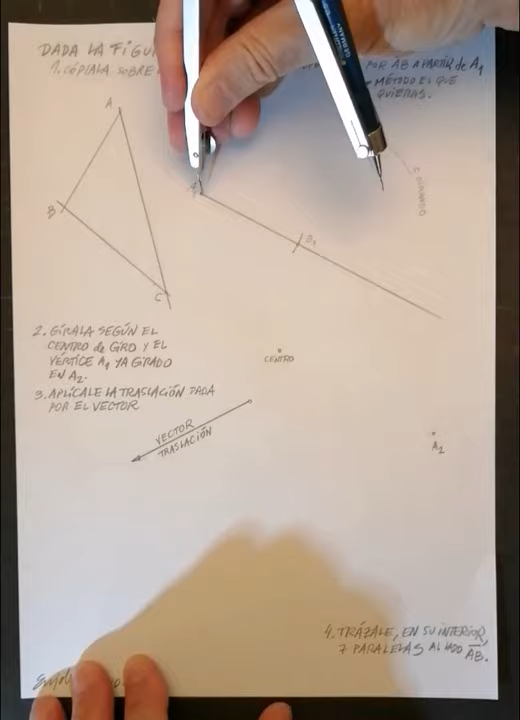 DADA LA FIGU
1. CÓPIALA SOBRE
POR AB A PARTIR de A1
MÉTODO EL QUE
QUIERAS.
GERMANY
A
B
C
A
B1
2. GÍRALA SEGÚN EL
CENTRO de GIRO Y EL
VÉRTICE A1 YA GIRADO
EN A2.
3. APLÍCALE LA TRASLACIÓN DADA
POR EL VECTOR
CENTRO
VECTOR
TRASLACIÓN
A2
4. TRÁZALE, EN SU INTERIOR,
7 PARALELAS AL LADO AB.